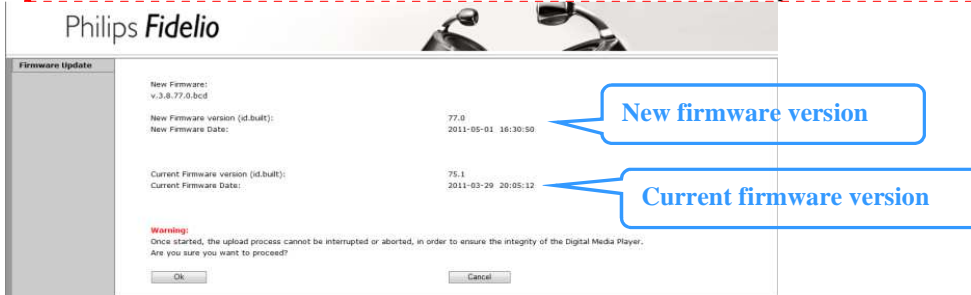 Philips Fidelio
Firmware Update
New Firmware:
v.3.8.77.0.bcd
New Firmware version (id.built): 77.0
New Firmware Date: 2011-05-01 16:30:50
New firmware version
Current Firmware version (id.built): 75.1
Current Firmware Date: 2011-03-29 20:05:12
Current firmware version
Warning:
Once started, the upload process cannot be interrupted or aborted, in order to ensure the integrity of the Digital Media Player.
Are you sure you want to proceed?
Ok Cancel